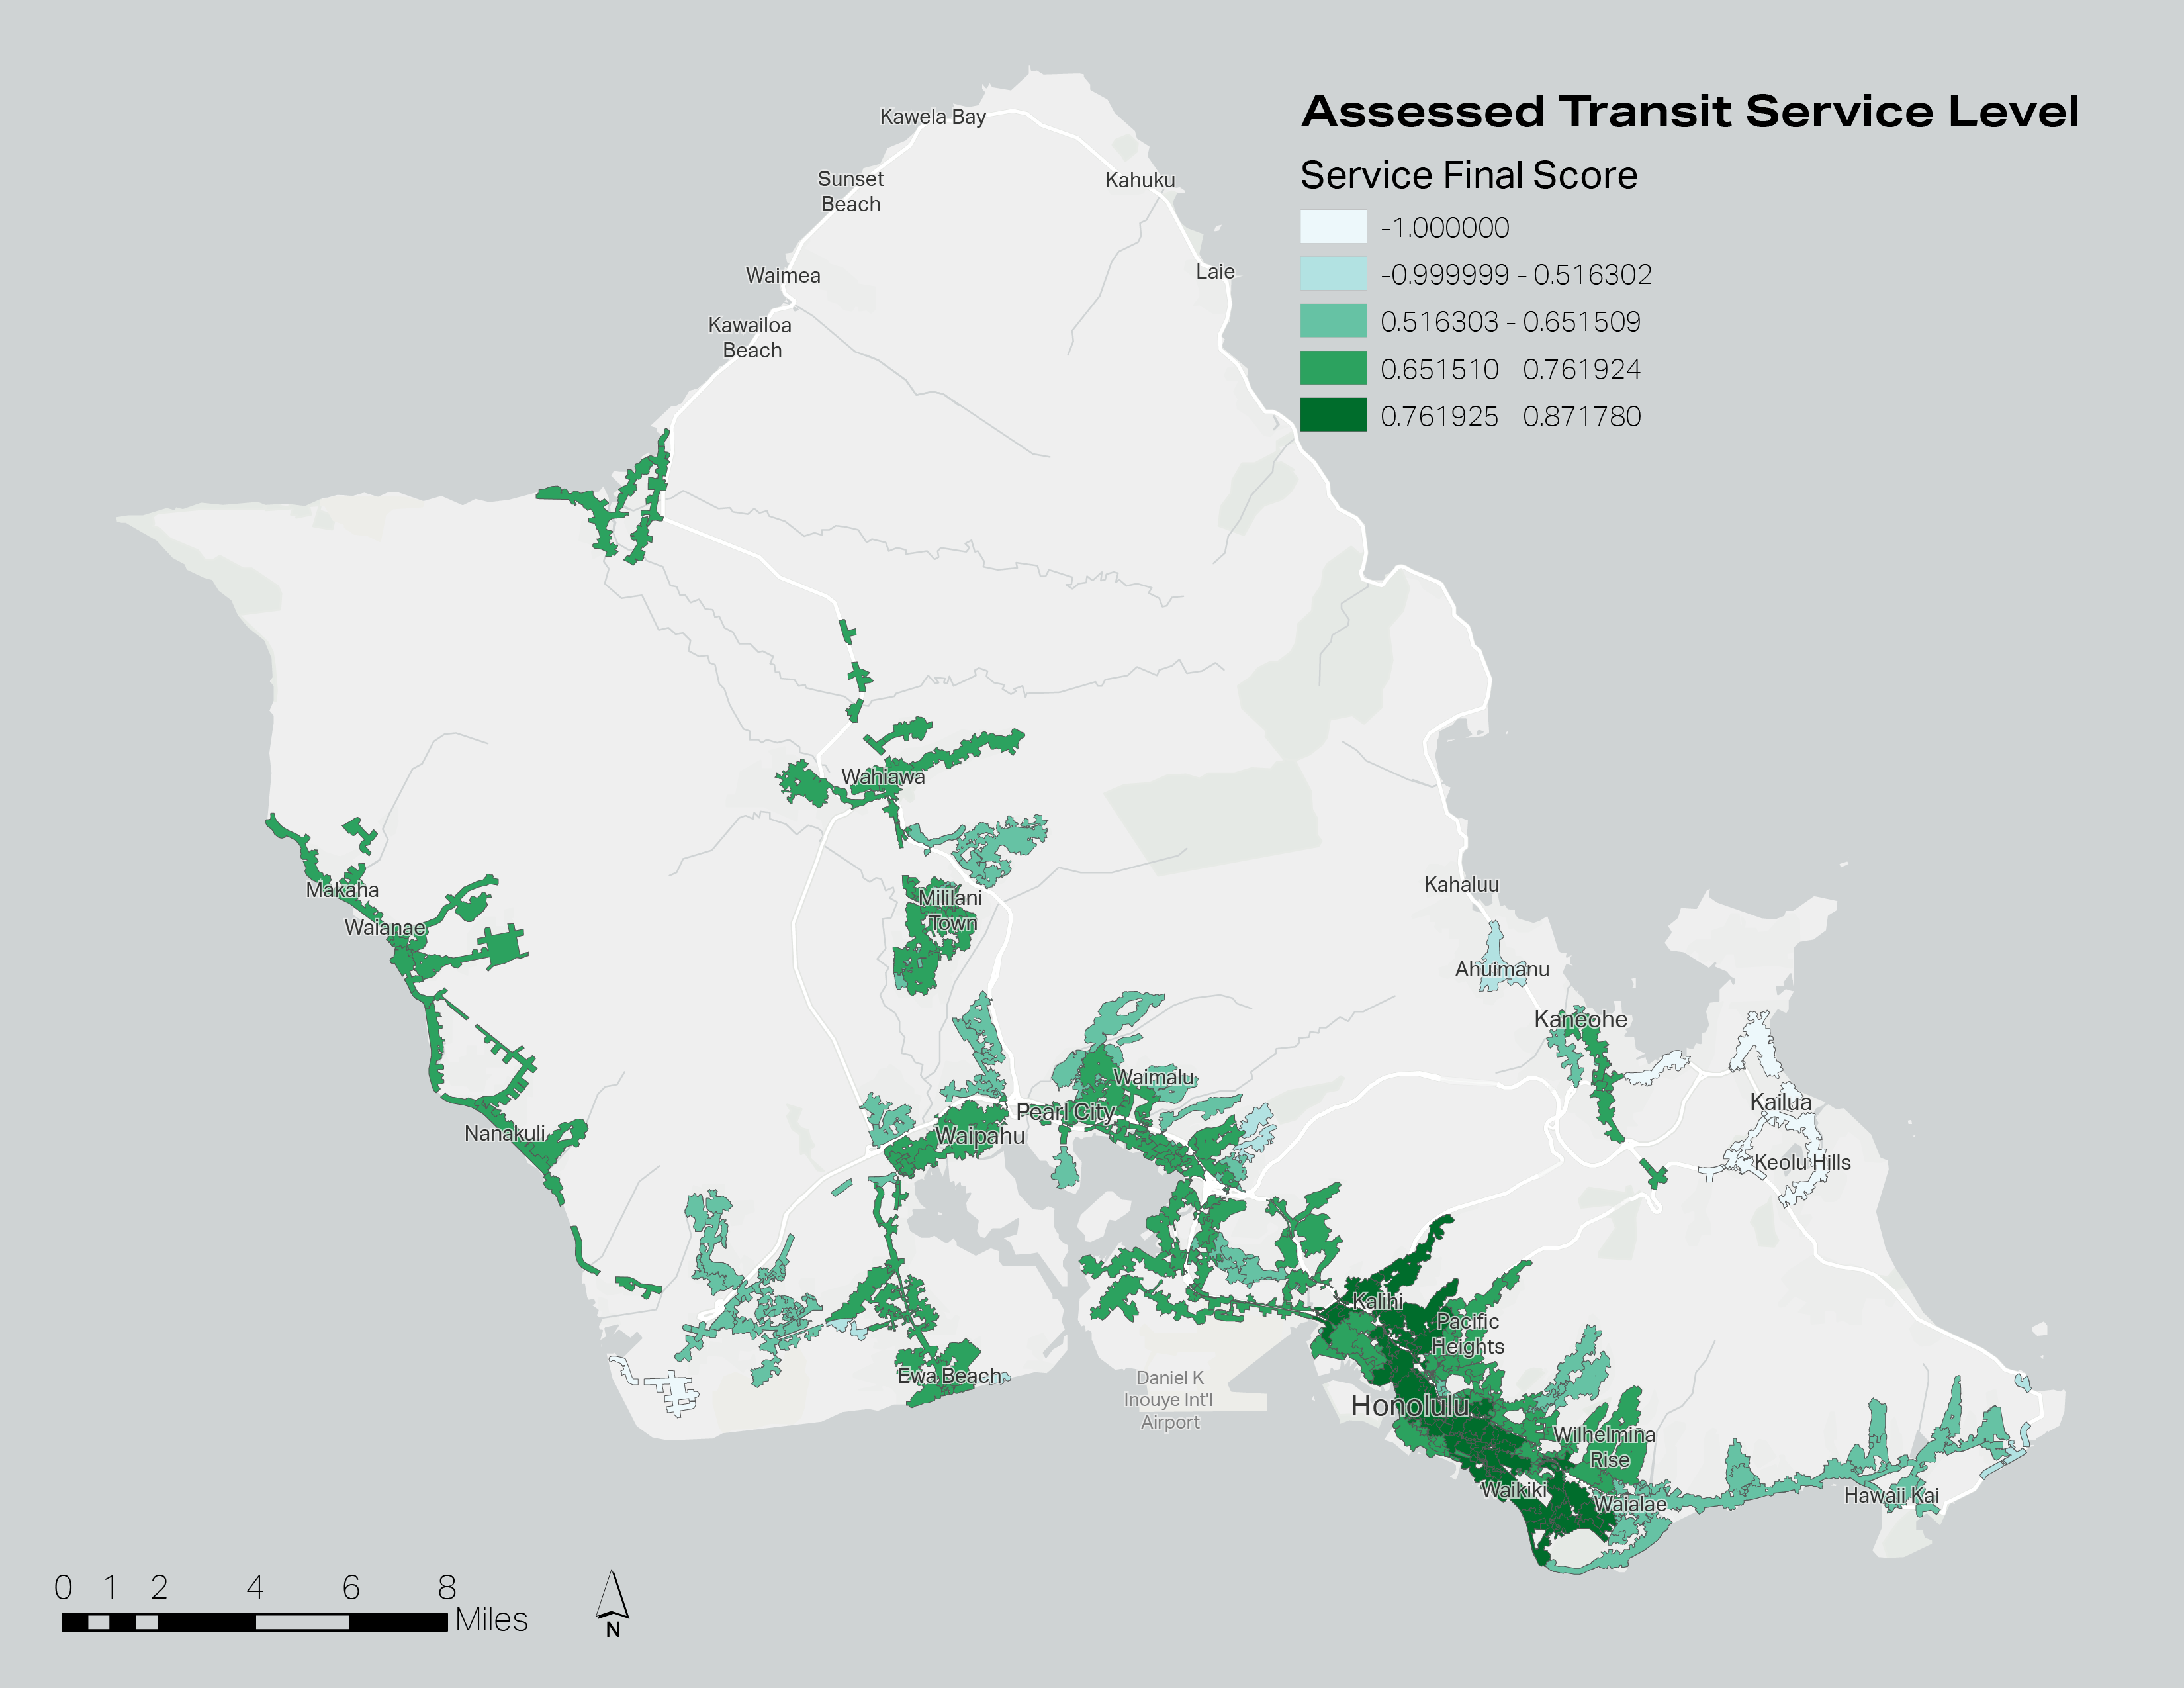 Assessed Transit Service Level
Service Final Score
-1.000000
-0.999999 - 0.516302
0.516303 - 0.651509
0.651510 - 0.761924
0.761925 - 0.871780
Kawela Bay
Sunset
Beach
Kahuku
Waimea
Laie
Kawailoa
Beach
Wahiawa
Makaha
Waianae
Mililani
Town
Kahaluu
Ahuimanu
Kaneohe
Waimalu
Pearl City
Waipahu
Nanakuli
Kailua
Keolu Hills
Kalihi
Pacific
Heights
Ewa Beach
Daniel K
Inouye Int'l
Airport
Honolulu
Wilhelmina
Rise
Waikiki
Waialae
Hawaii Kai
0 1 2 4 6 8
Miles
N